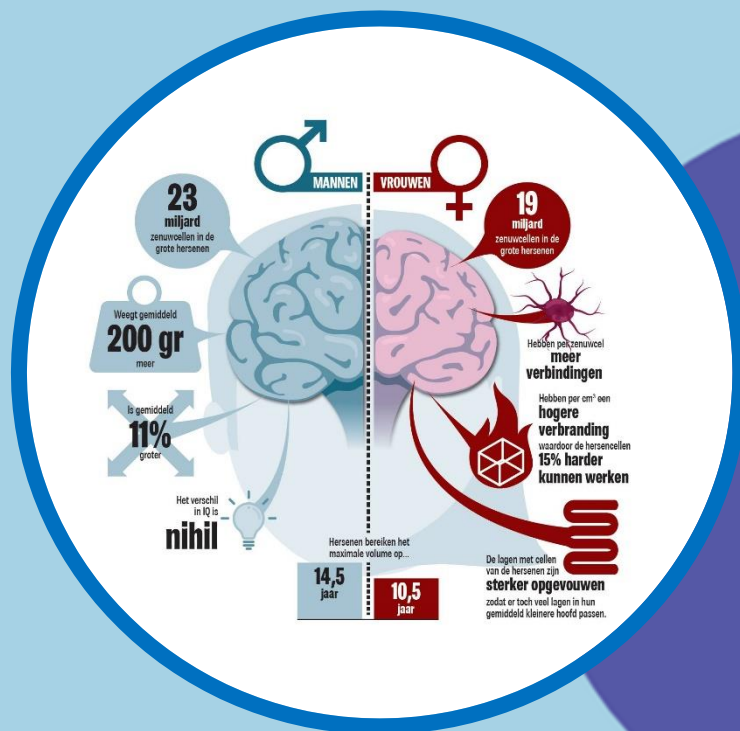 MANNEN
VROUWEN
23
miljard
zenuwcellen in de
grote hersenen
19
miljard
zenuwcellen in de
grote hersenen
Weegt gemiddeld
200 gr
meer
Hebben per zenuwcel
meer
verbindingen
Is gemiddeld
11%
groter
Hebben per cm³ een
hogere
verbranding
waardoor de hersencellen
15% harder
kunnen werken
Het verschil
in IQ is
nihil
Hersenen bereiken het
maximale volume op...
14,5
jaar
10,5
jaar
De lagen met cellen
van de hersenen zijn
sterker opgevouwen
zodat er toch veel lagen in hun
gemiddeld kleinere hoofd passen.